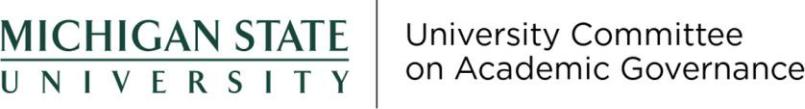 MICHIGAN STATE
UNIVERSITY
University Committee
on Academic Governance